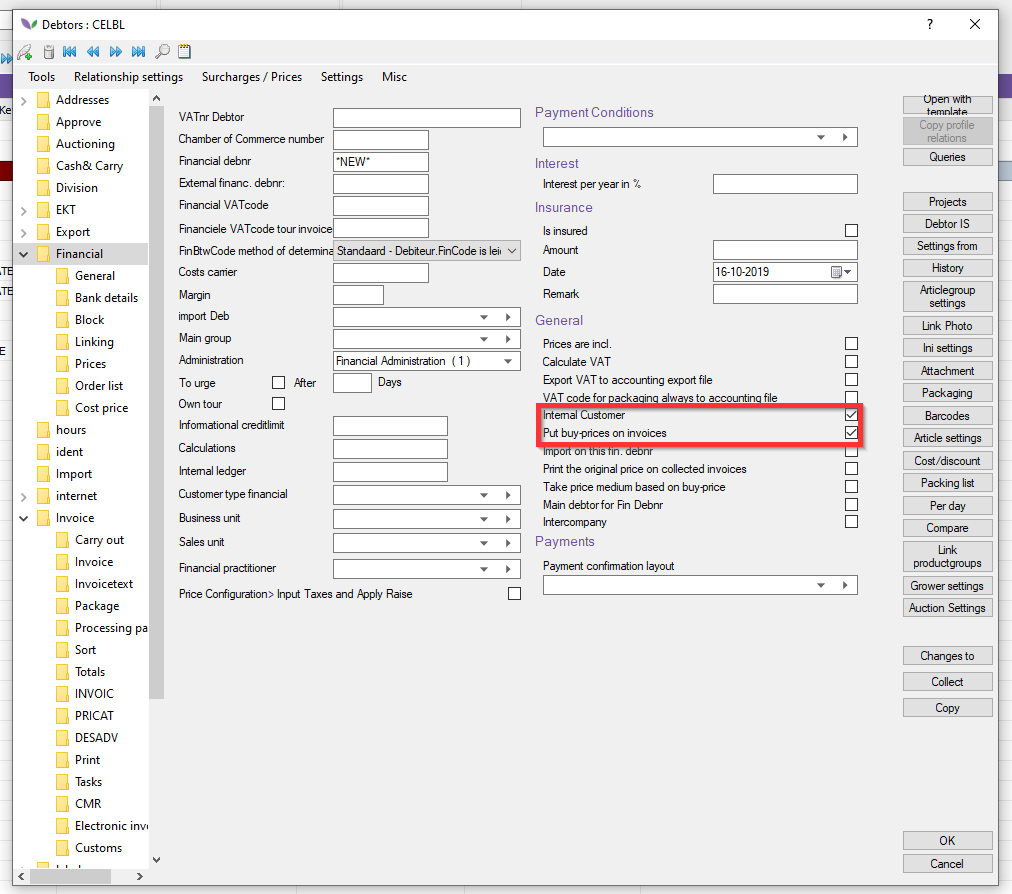 Debtors : CELBL
?
Tools Relationship settings Surcharges / Prices Settings Misc
Addresses
Approve
Auctioning
Cash& Carry
Division
EKT
Export
Financial
General
Bank details
Block
Linking
Prices
Order list
Cost price
hours
ident
Import
internet
Invoice
Carry out
Invoice
Invoicetext
Package
Processing pa
Sort
Totals
INVOIC
PRICAT
DESADV
Print
Tasks
CMR
Electronic invo
Customs
VATnr Debtor
Chamber of Commerce number
Financial debnr *NEW*
External financ. debnr:
Financial VATcode
Financiele VATcode tour invoice
FinBtwCode method of determina Standaard - Debiteur.FinCode is lei
Costs carrier
Margin
import Deb
Main group
Administration Financial Administration ( 1 )
To urge After Days
Own tour
Informational creditlimit
Calculations
Internal ledger
Customer type financial
Business unit
Sales unit
Financial practitioner
Price Configuration> Input Taxes and Apply Raise
Payment Conditions
Interest
Interest per year in %
Insurance
Is insured
Amount
Date 16-10-2019
Remark
General
Prices are incl.
Calculate VAT
Export VAT to accounting export file
VAT code for packaging always to accounting file
Internal Customer
Put buy-prices on invoices
Import on this fin. debnr
Print the original price on collected invoices
Take price medium based on buy-price
Main debtor for Fin Debnr
Intercompany
Payments
Payment confirmation layout
Open with
template
Copy profile
relations
Queries
Projects
Debtor IS
Settings from
History
Articlegroup
settings
Link Photo
Ini settings
Attachment
Packaging
Barcodes
Article settings
Cost/discount
Packing list
Per day
Compare
Link
productgroups
Grower settings
Auction Settings
Changes to
Collect
Copy
OK
Cancel